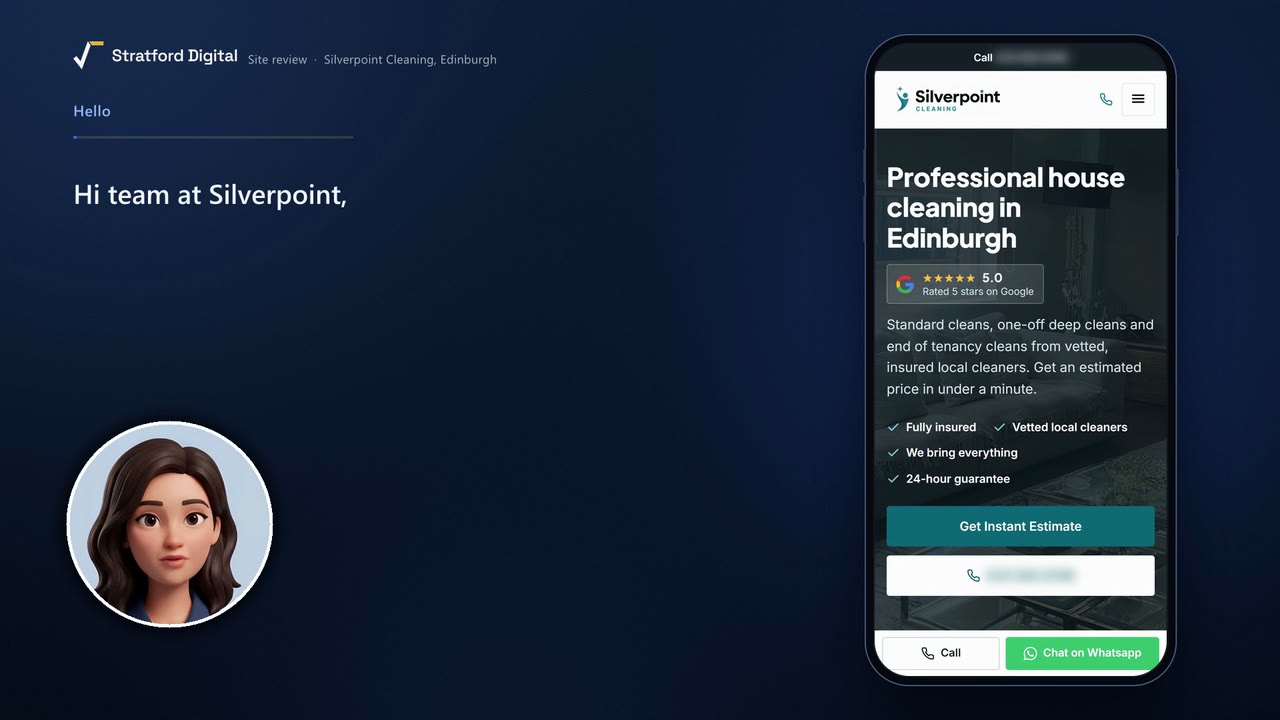 Stratford Digital
Site review · Silverpoint Cleaning, Edinburgh
Hello
Hi team at Silverpoint,
Call
Silverpoint
CLEANING
Professional house
cleaning in
Edinburgh
5.0
Rated 5 stars on Google
Standard cleans, one-off deep cleans and
end of tenancy cleans from vetted,
insured local cleaners. Get an estimated
price in under a minute.
Fully insured
Vetted local cleaners
We bring everything
24-hour guarantee
Get Instant Estimate
Call
Chat on Whatsapp